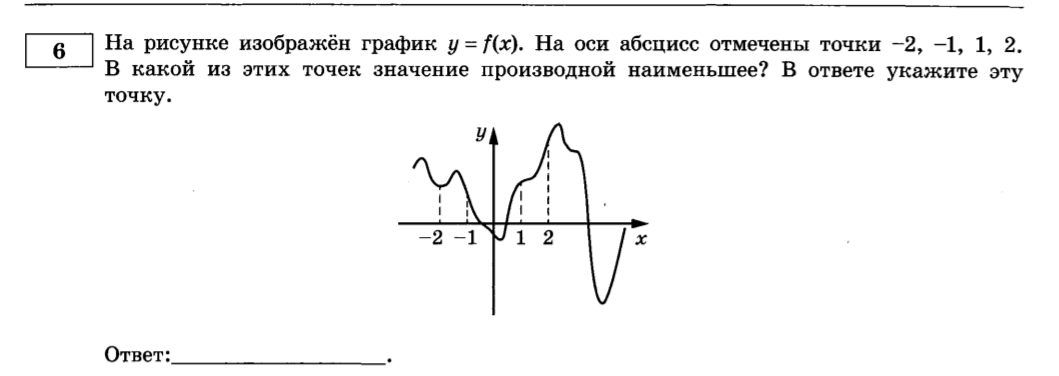 6
На рисунке изображён график y = f(x). На оси абсцисс отмечены точки −2, −1, 1, 2.
В какой из этих точек значение производной наименьшее? В ответе укажите эту
точку.
y
−2 −1 1 2 x
Ответ:____________________.